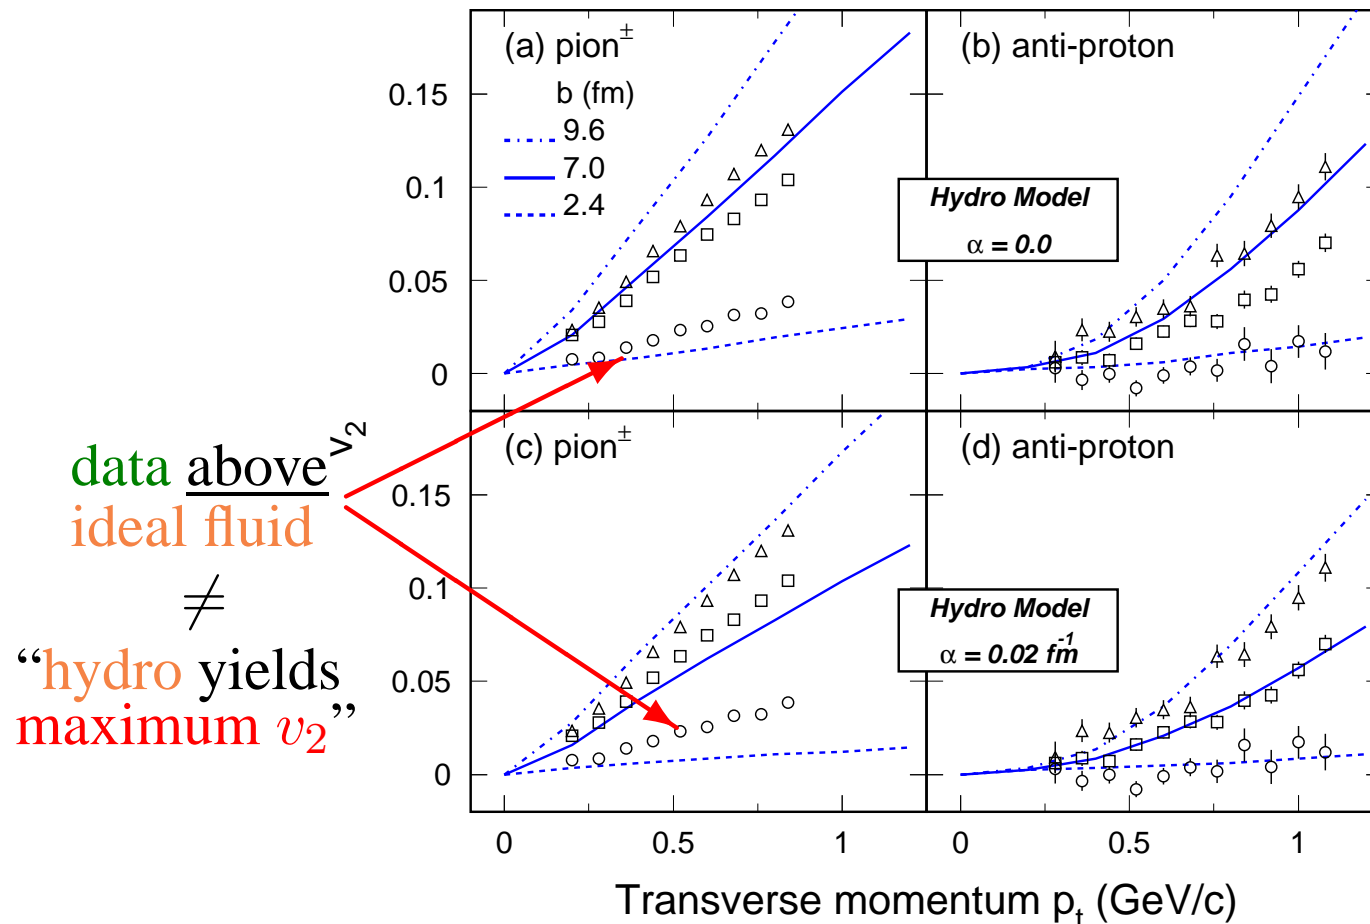 (a) pion±
b (fm)
9.6
7.0
2.4
(b) anti-proton
0.15
0.1
0.05
0
Hydro Model
α = 0.0
v2
data above
ideal fluid
≠
“hydro yields
maximum v2”
(c) pion±
(d) anti-proton
0.15
0.1
0.05
0
Hydro Model
α = 0.02 fm-1
0 0.5 1 0 0.5 1
Transverse momentum pt (GeV/c)